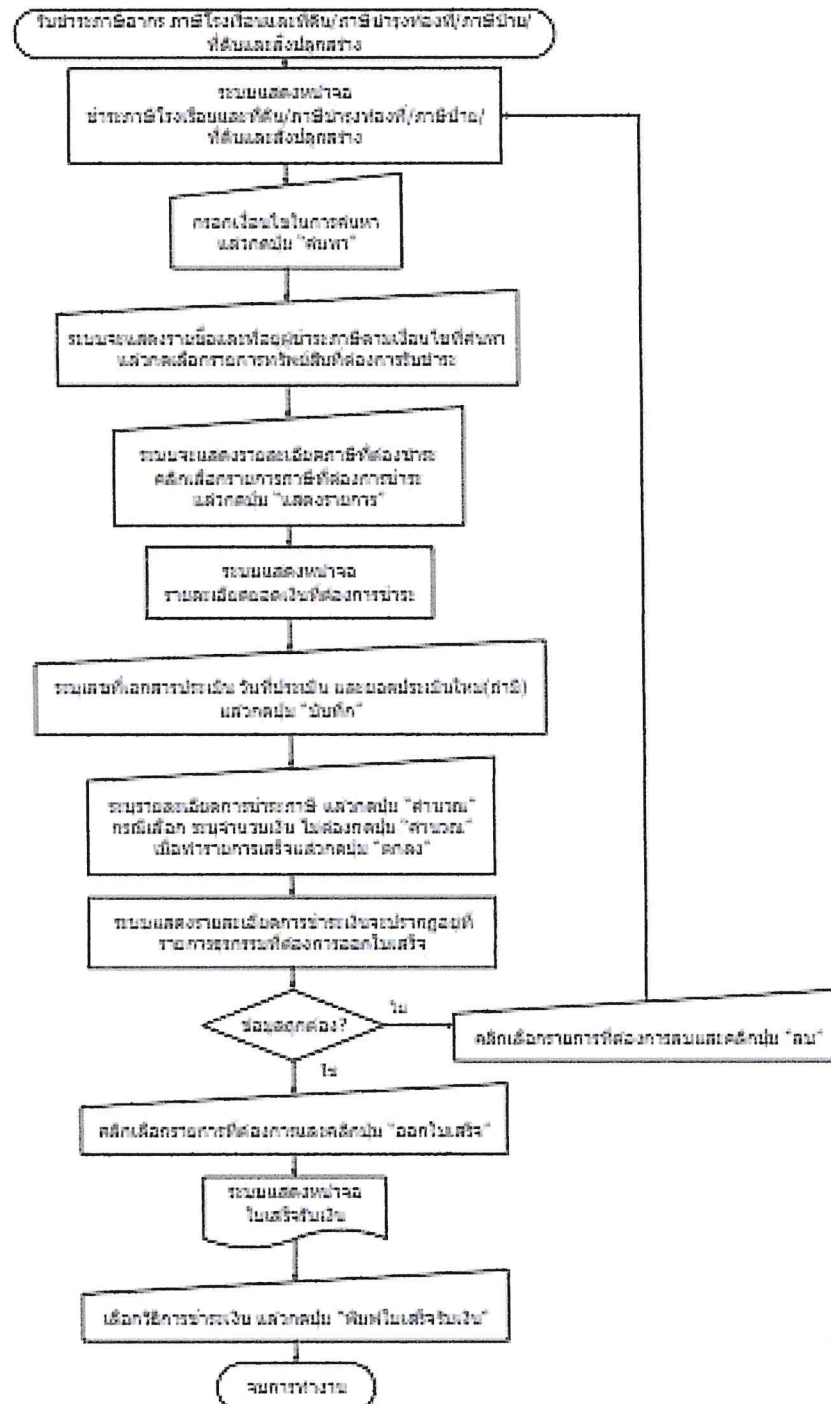 รับชำระภาษีอากร ภาษีโรงเรือนและที่ดิน/ภาษีบำรุงท้องที่/ภาษีป้าย/
ที่ดินและสิ่งปลูกสร้าง
ระบบแสดงหน้าจอ
ชำระภาษีโรงเรือนและที่ดิน/ภาษีบำรุงท้องที่/ภาษีป้าย/
ที่ดินและสิ่งปลูกสร้าง
กรอกเงื่อนไขในการค้นหา
แล้วกดปุ่ม "ค้นหา"
ระบบจะแสดงรายชื่อและที่อยู่ผู้ชำระภาษีตามเงื่อนไขที่ค้นหา
แล้วกดเลือกรายการทรัพย์สินที่ต้องการรับชำระ
ระบบจะแสดงรายละเอียดภาษีที่ต้องชำระ
คลิกเลือกรายการภาษีที่ต้องการชำระ
แล้วกดปุ่ม "แสดงรายการ"
ระบบแสดงหน้าจอ
รายละเอียดยอดเงินที่ต้องการชำระ
ระบุเลขที่เอกสารประเมิน วันที่ประเมิน และยอดประเมินใหม่(ถ้ามี)
แล้วกดปุ่ม "บันทึก"
ระบุรายละเอียดการชำระภาษี แล้วกดปุ่ม "คำนวณ"
กรณีเลือก ระบุจำนวนเงิน ไม่ต้องกดปุ่ม "คำนวณ"
เมื่อทำรายการเสร็จแล้วกดปุ่ม "ตกลง"
ระบบแสดงรายละเอียดการชำระเงินจะปรากฏอยู่ที่
รายการธุรกรรมที่ต้องการออกใบเสร็จ
ข้อมูลถูกต้อง?
ไม่
คลิกเลือกรายการที่ต้องการลบและคลิกปุ่ม "ลบ"
ใช่
คลิกเลือกรายการที่ต้องการและคลิกปุ่ม "ออกใบเสร็จ"
ระบบแสดงหน้าจอ
ใบเสร็จรับเงิน
เลือกวิธีการชำระเงิน แล้วกดปุ่ม "พิมพ์ใบเสร็จรับเงิน"
จบการทำงาน